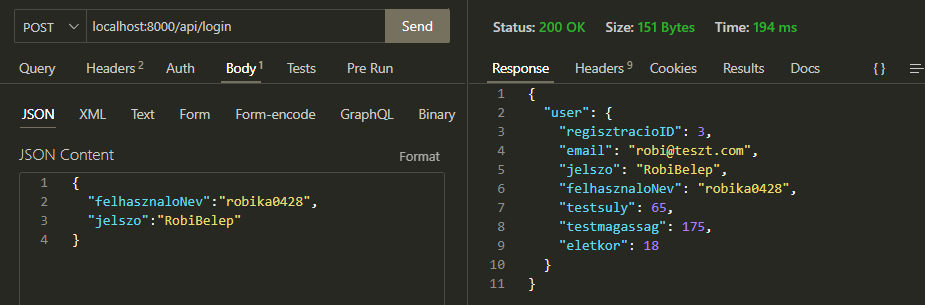 POST localhost:8000/api/login Send
Query Headers 2 Auth Body 1 Tests Pre Run
JSON XML Text Form Form-encode GraphQL Binary
JSON Content Format
1 {
2 "felhasznaloNev":"robika0428",
3 "jelszo":"RobiBelep"
4 }
Status: 200 OK Size: 151 Bytes Time: 194 ms
Response Headers 9 Cookies Results Docs {}
1 {
2 "user": {
3 "regisztracioID": 3,
4 "email": "robi@teszt.com",
5 "jelszo": "RobiBelep",
6 "felhasznaloNev": "robika0428",
7 "testsuly": 65,
8 "testmagassag": 175,
9 "eletkor": 18
10 }
11 }